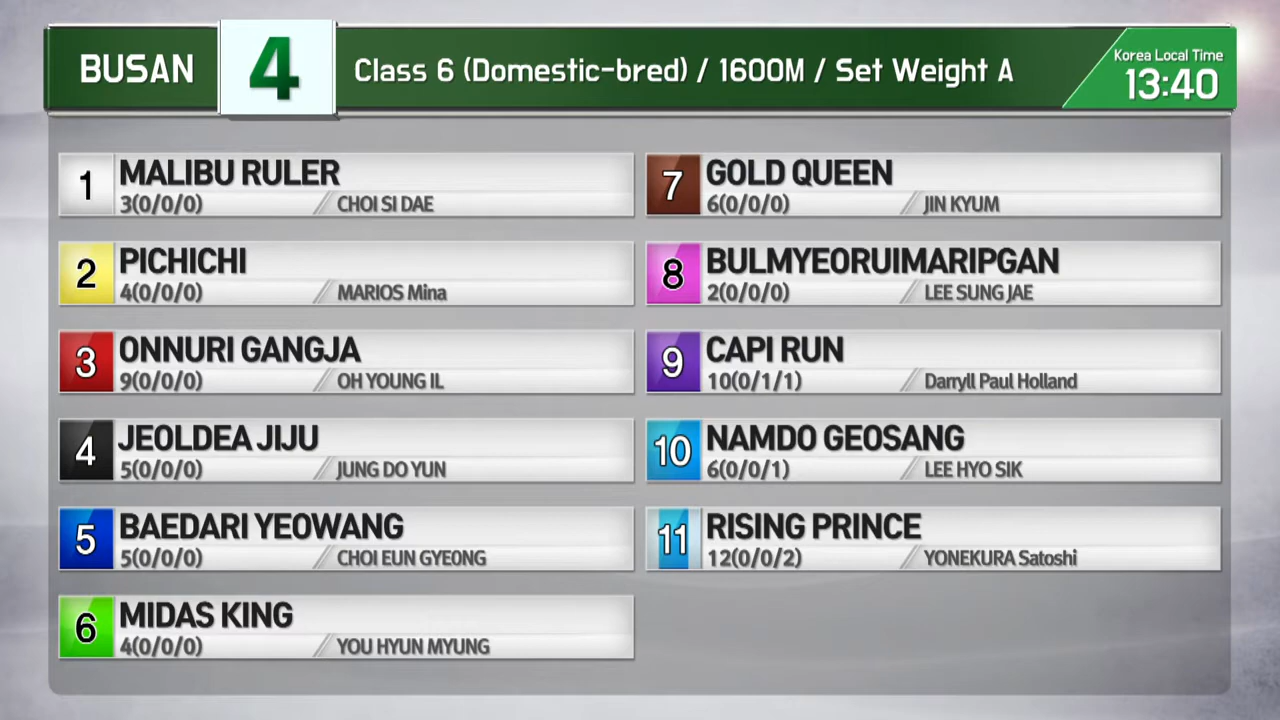 BUSAN
4
Class 6 (Domestic-bred) / 1600M / Set Weight A
Korea Local Time
13:40
1
MALIBU RULER
3(0/0/0)
CHOI SI DAE
2
PICHICHI
4(0/0/0)
MARIOS Mina
3
ONNURI GANGJA
9(0/0/0)
OH YOUNG IL
4
JEOLDEA JIJU
5(0/0/0)
JUNG DO YUN
5
BAEDARI YEOWANG
5(0/0/0)
CHOI EUN GYEONG
6
MIDAS KING
4(0/0/0)
YOU HYUN MYUNG
7
GOLD QUEEN
6(0/0/0)
JIN KYUM
8
BULMYEORUIMARIPGAN
2(0/0/0)
LEE SUNG JAE
9
CAPI RUN
10(0/1/1)
Darryll Paul Holland
10
NAMDO GEOSANG
6(0/0/1)
LEE HYO SIK
11
RISING PRINCE
12(0/0/2)
YONEKURA Satoshi